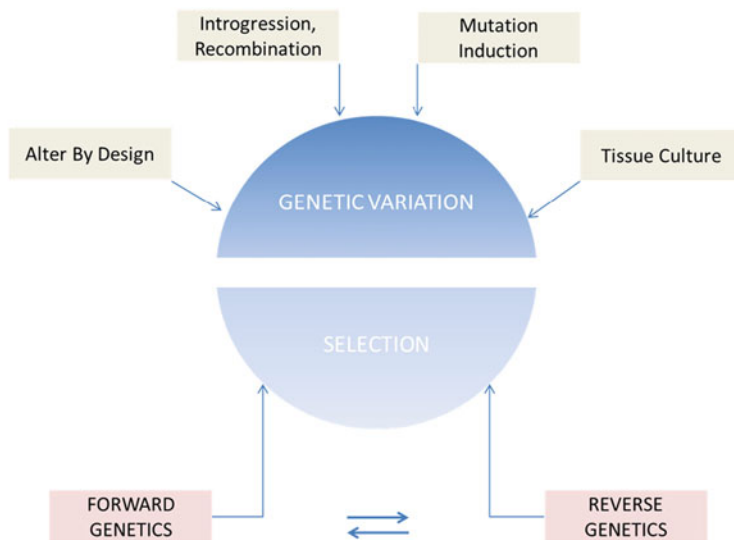 Introgression,
Recombination
Mutation
Induction
Alter By Design
Tissue Culture
GENETIC VARIATION
SELECTION
FORWARD
GENETICS
REVERSE
GENETICS